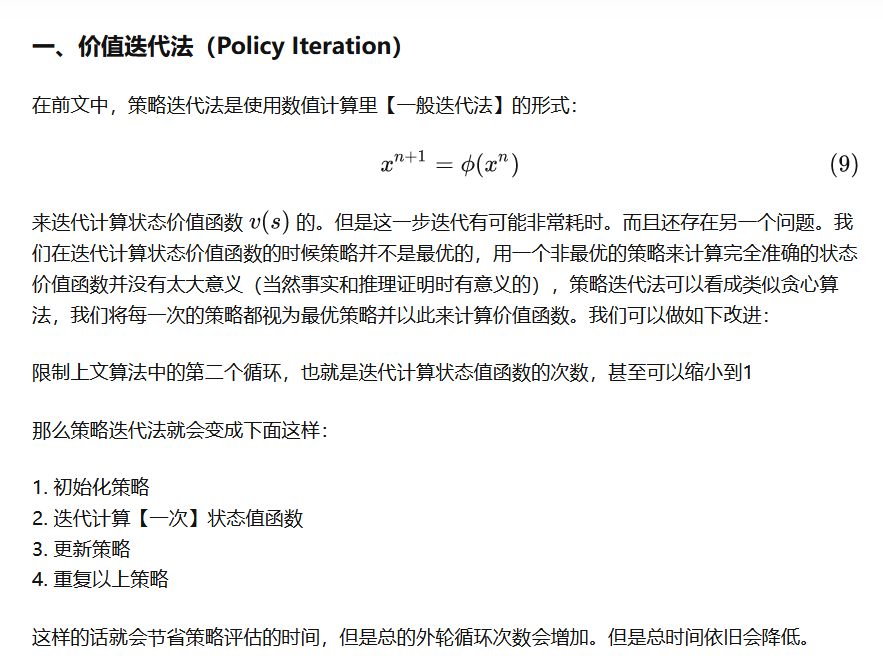 一、价值迭代法（Policy Iteration）
在前文中，策略迭代法是使用数值计算里【一般迭代法】的形式：
xⁿ⁺¹ = ϕ(xⁿ) (9)
来迭代计算状态价值函数 v(s) 的。但是这一步迭代有可能非常耗时。而且还存在另一个问题。我
们在迭代计算状态价值函数的时候策略并不是最优的，用一个非最优的策略来计算完全准确的状态
价值函数并没有太大意义（当然事实和推理证明时有意义的），策略迭代法可以看成类似贪心算
法，我们将每一次的策略都视为最优策略并以此来计算价值函数。我们可以做如下改进：
限制上文算法中的第二个循环，也就是迭代计算状态值函数的次数，甚至可以缩小到1
那么策略迭代法就会变成下面这样：
1. 初始化策略
2. 迭代计算【一次】状态值函数
3. 更新策略
4. 重复以上策略
这样的话就会节省策略评估的时间，但是总的外轮循环次数会增加。但是总时间依旧会降低。